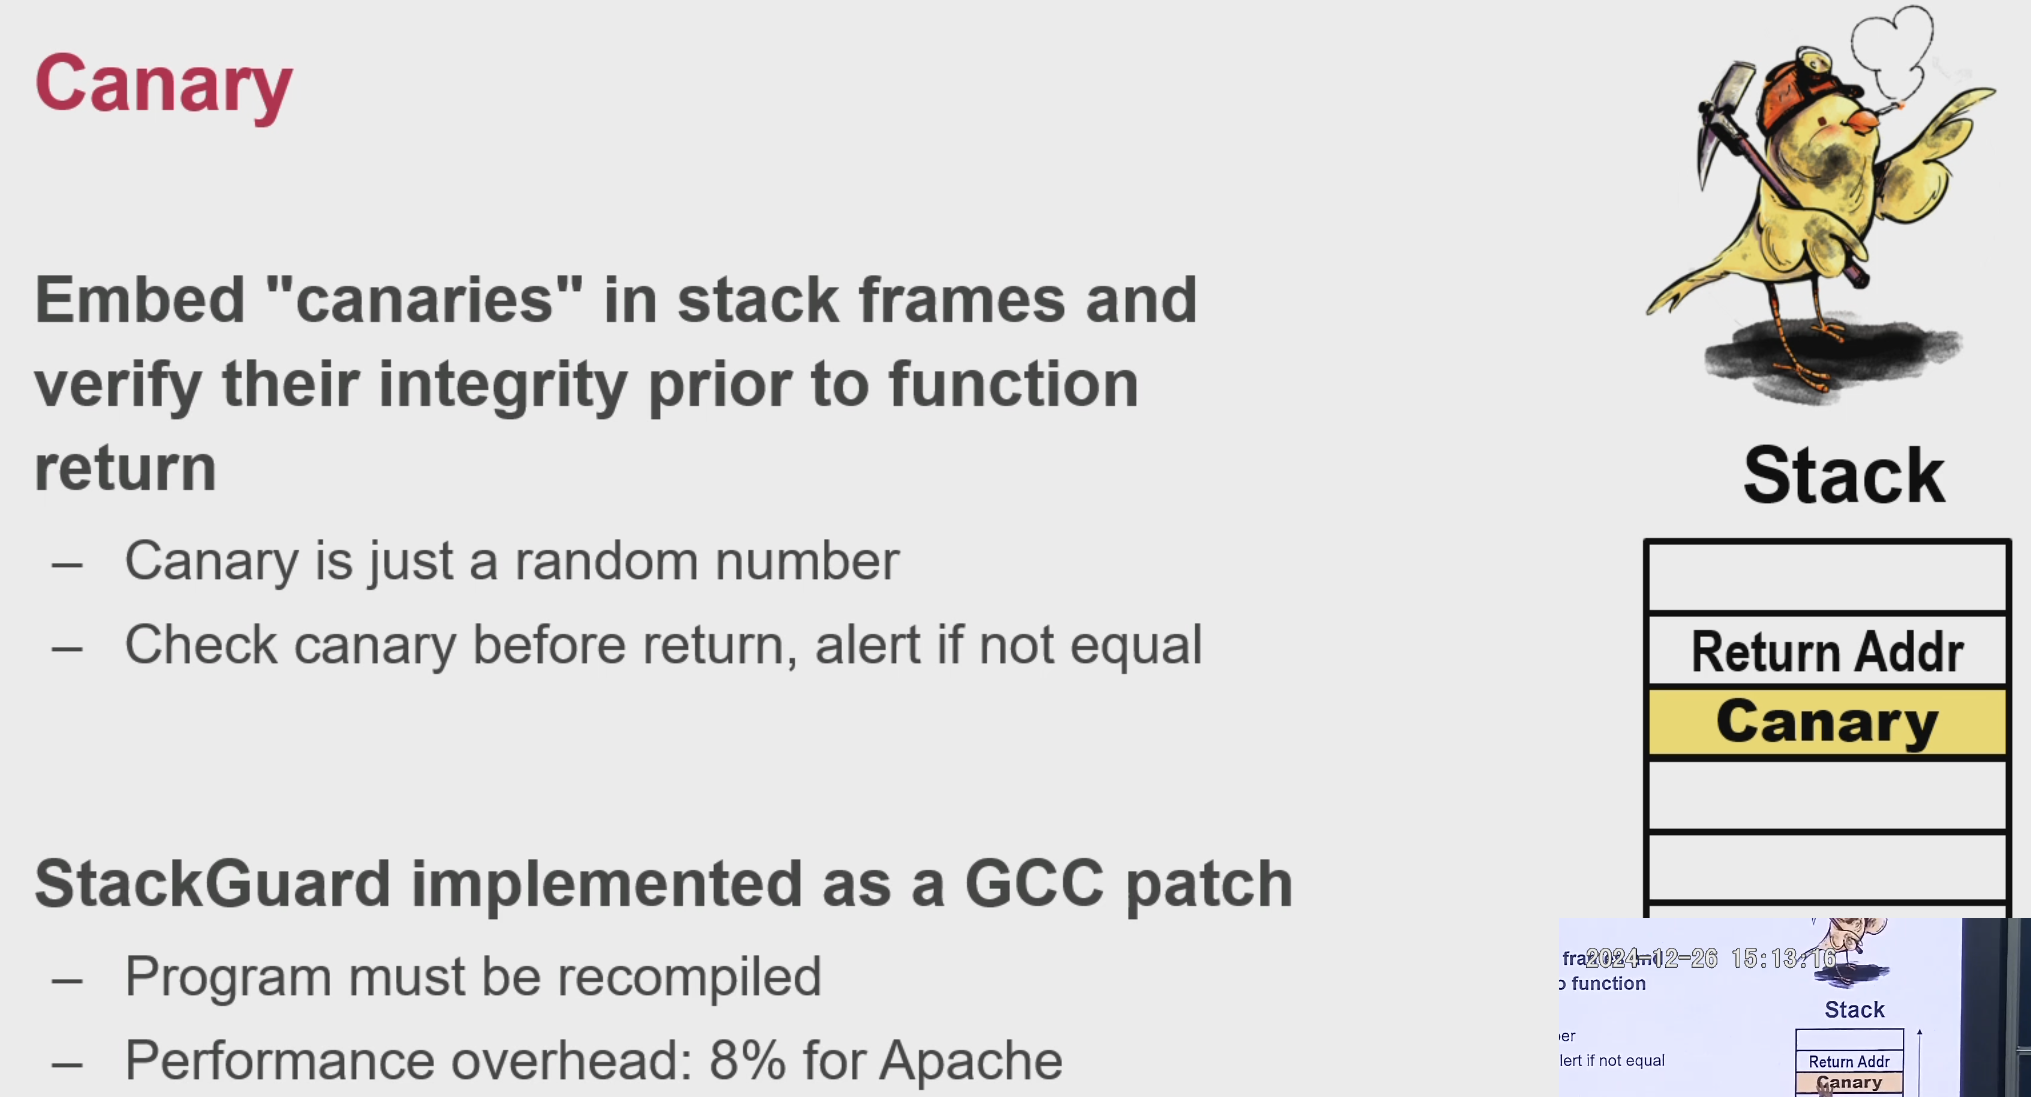 Canary
Embed "canaries" in stack frames and
verify their integrity prior to function
return
– Canary is just a random number
– Check canary before return, alert if not equal
StackGuard implemented as a GCC patch
– Program must be recompiled
– Performance overhead: 8% for Apache
Stack
Return Addr
Canary
2024-12-26 15:13:16
function
Stack
lert if not equal
Return Addr
Canary